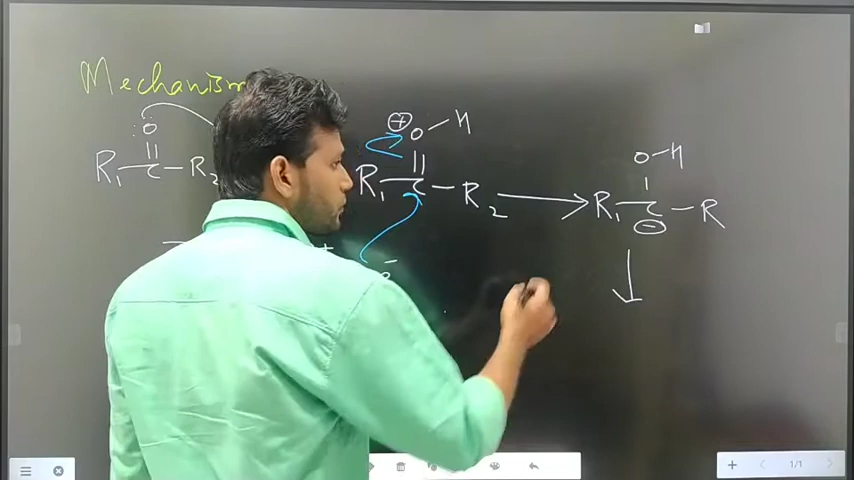 Mechanism
:Ö:
R₁ – C – R₂
⊕ O – H
R₁ – C – R₂ ⟶
O – H
R₁ – C – R
⊖
↓
+
e⁻
1/1